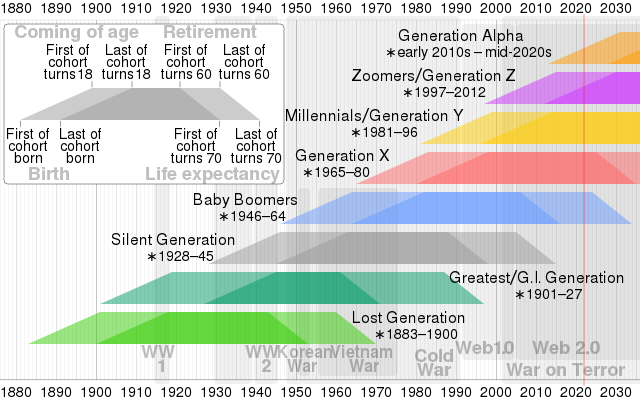 1880 1890 1900 1910 1920 1930 1940 1950 1960 1970 1980 1990 2000 2010 2020 2030
Coming of age Retirement
First of cohort turns 18
Last of cohort turns 18
First of cohort turns 60
Last of cohort turns 60
First of cohort born
Last of cohort born
First of cohort turns 70
Last of cohort turns 70
Birth Life expectancy
Generation Alpha
∗early 2010s – mid-2020s
Zoomers/Generation Z
∗1997–2012
Millennials/Generation Y
∗1981–96
Generation X
∗1965–80
Baby Boomers
∗1946–64
Silent Generation
∗1928–45
Greatest/G.I. Generation
∗1901–27
Lost Generation
∗1883–1900
WW 1
WW 2
Korean War
Vietnam War
Cold War
Web1.0
Web 2.0
War on Terror
1880 1890 1900 1910 1920 1930 1940 1950 1960 1970 1980 1990 2000 2010 2020 2030